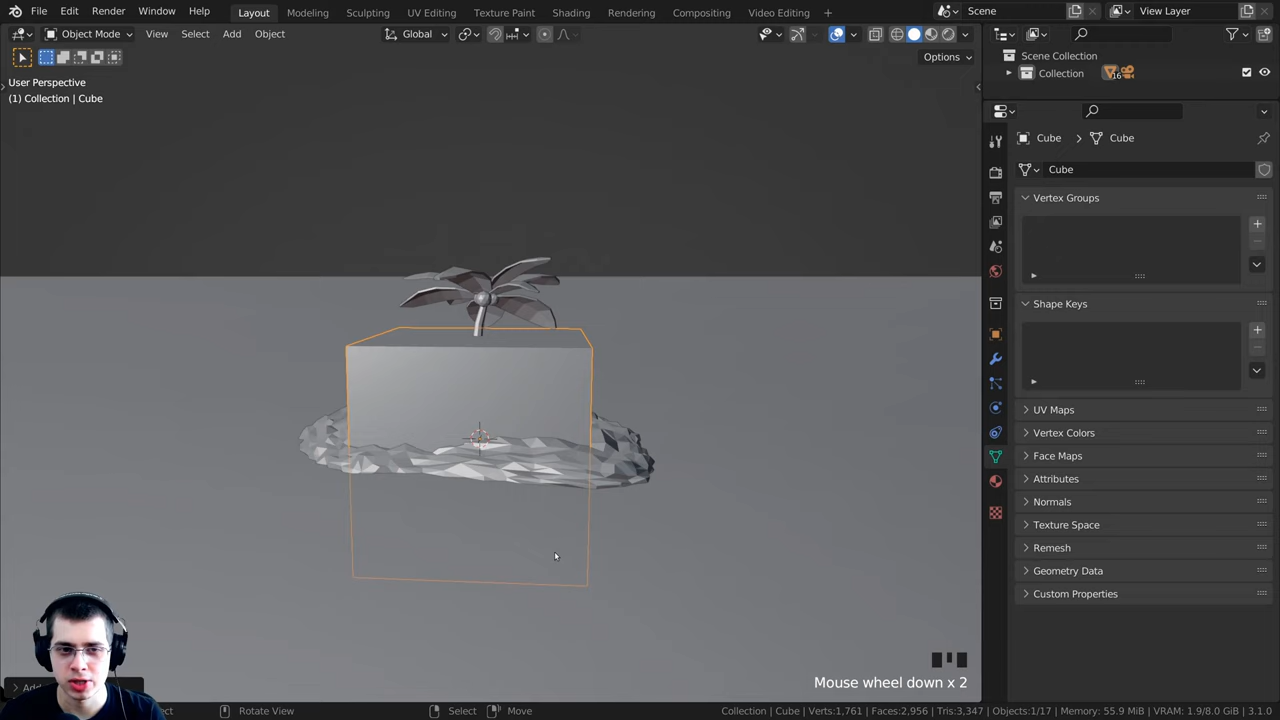 File Edit Render Window Help Layout Modeling Sculpting UV Editing Texture Paint Shading Rendering Compositing Video Editing Scene View Layer
Object Mode View Select Add Object Global
Options
User Perspective
(1) Collection | Cube
Scene Collection
Collection 16
Cube > Cube
Cube
Vertex Groups
Shape Keys
UV Maps
Vertex Colors
Face Maps
Attributes
Normals
Texture Space
Remesh
Geometry Data
Custom Properties
Mouse wheel down x 2
Rotate View Select Move Collection | Cube | Verts:1,761 | Faces:2,956 | Tris:3,347 | Objects:1/17 | Memory: 55.9 MiB | VRAM: 1.9/8.0 GiB | 3.1.0